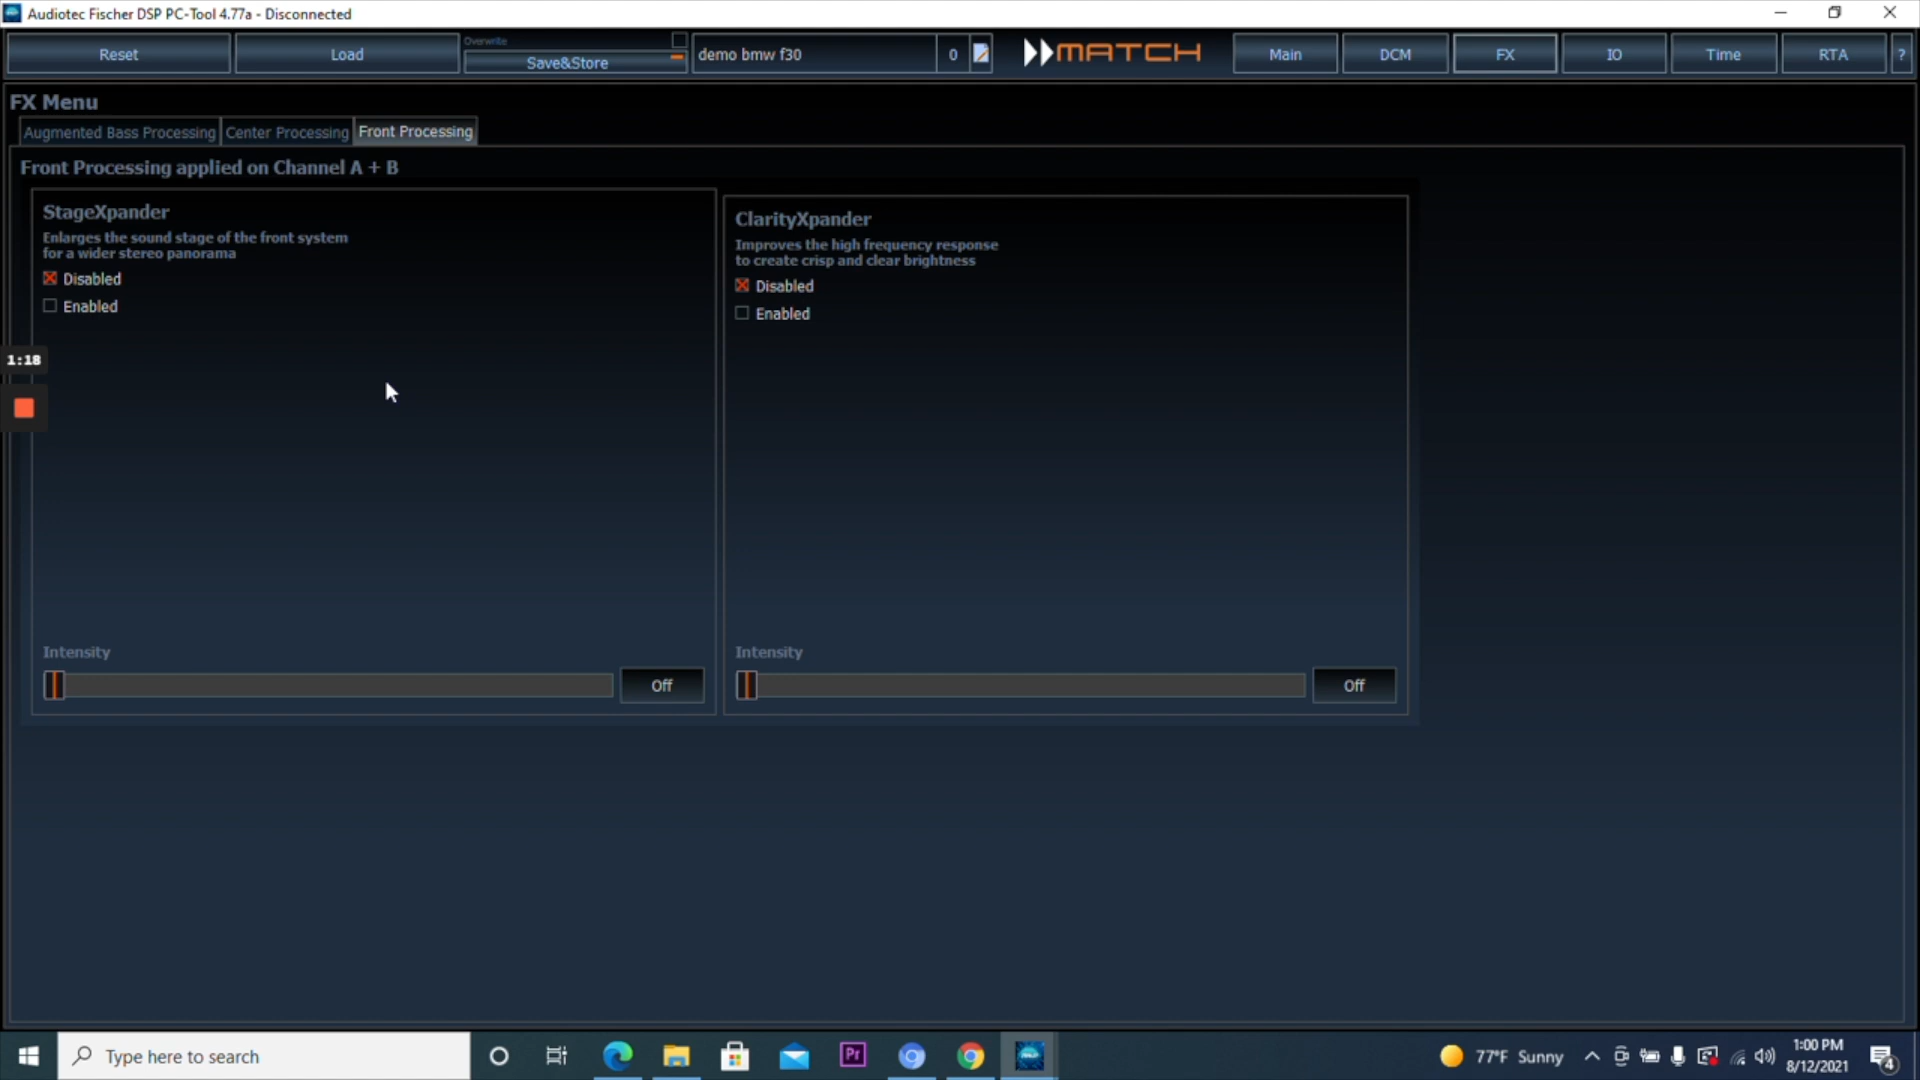 Audiotec Fischer DSP PC-Tool 4.77a - Disconnected
Reset
Load
Overwrite
Save&Store
demo bmw f30
0
MATCH
Main
DCM
FX
IO
Time
RTA
?
FX Menu
Augmented Bass Processing
Center Processing
Front Processing
Front Processing applied on Channel A + B
StageXpander
Enlarges the sound stage of the front system
for a wider stereo panorama
Disabled
Enabled
ClarityXpander
Improves the high frequency response
to create crisp and clear brightness
Disabled
Enabled
1:18
Intensity
Off
Intensity
Off
Type here to search
Pr
77°F Sunny
1:00 PM
8/12/2021
4